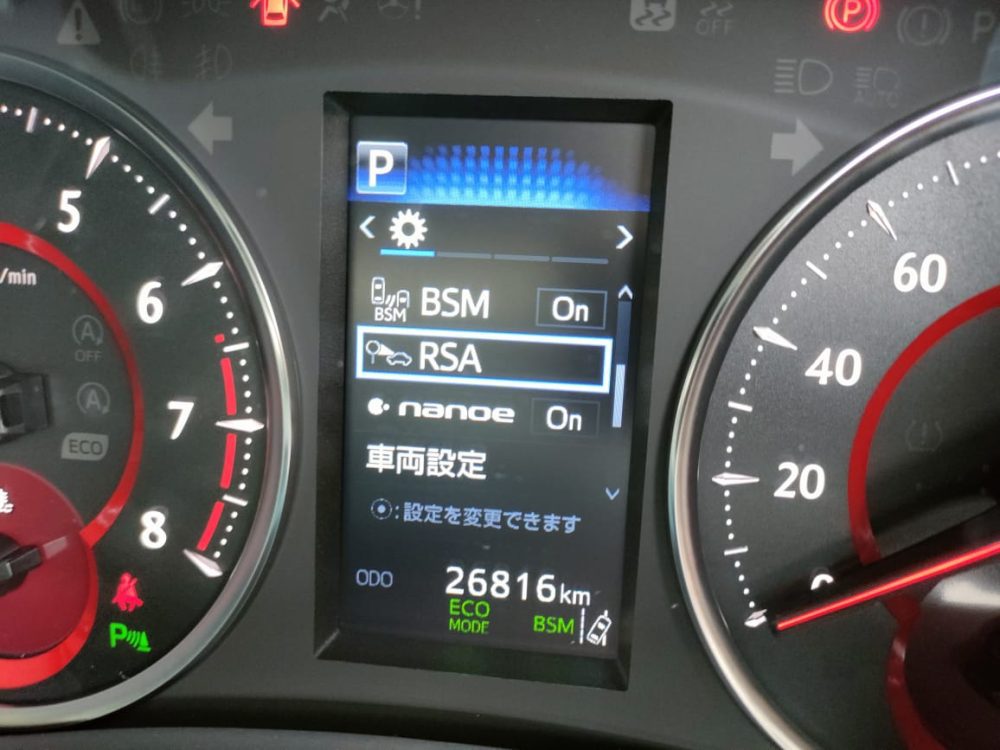 P
BSM
BSM
On
RSA
nanoe
On
車両設定
:設定を変更できます
ODO
26816km
ECO
MODE
BSM
5
6
7
8
/min
A
OFF
A
ECO
P
OFF
P
AUTO
P
60
40
20
0